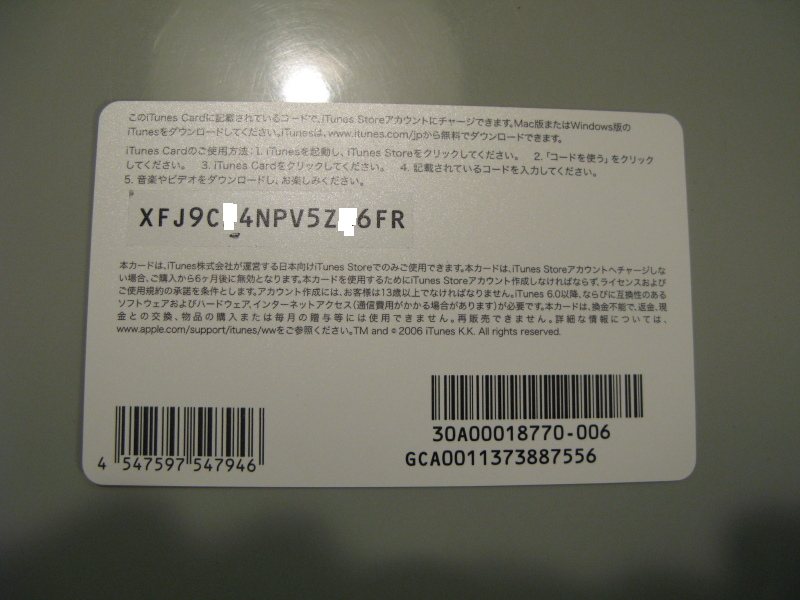 このiTunes Cardに記載されているコードで、iTunes Storeアカウントにチャージできます。Mac版またはWindows版の
iTunesをダウンロードしてください。iTunesは、www.itunes.com/jpから無料でダウンロードできます。
iTunes Cardのご使用方法：1. iTunesを起動し、iTunes Storeをクリックしてください。 2. 「コードを使う」をクリック
してください。 3. iTunes Cardをクリックしてください。 4. 記載されているコードを入力してください。
5. 音楽やビデオをダウンロードし、お楽しみください。
XFJ9C 4NPV5Z 6FR
本カードは、iTunes株式会社が運営する日本向けiTunes Storeでのみご使用できます。本カードは、iTunes Storeアカウントへチャージしな
い場合、ご購入から6ヶ月後に無効となります。本カードを使用するためにiTunes Storeアカウント作成しなければならず、ライセンスおよび
ご使用規約の承諾を条件とします。アカウント作成には、お客様は13歳以上でなければなりません。iTunes 6.0以降、ならびに互換性のある
ソフトウェアおよびハードウェア、インターネットアクセス（通信費用がかかる場合があります）が必要です。本カードは、換金不能で、返金、現
金との交換、物品の購入または毎月の贈与等には使用できません。再販売できません。詳細な情報については、
www.apple.com/support/itunes/wwをご参照ください。TM and © 2006 iTunes K.K. All rights reserved.
30A00018770-006
4 547597 547946
GCA0011373887556